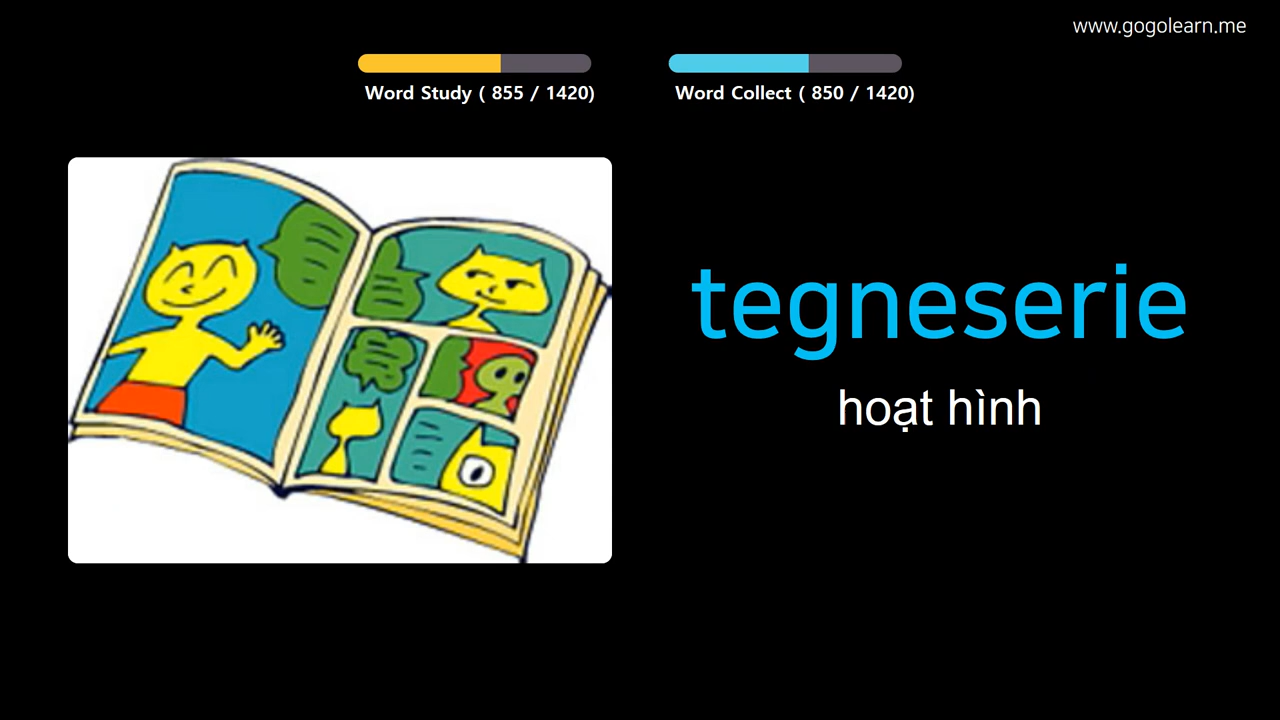 www.gogolearn.me
Word Study ( 855 / 1420)
Word Collect ( 850 / 1420)
tegneserie
hoạt hình